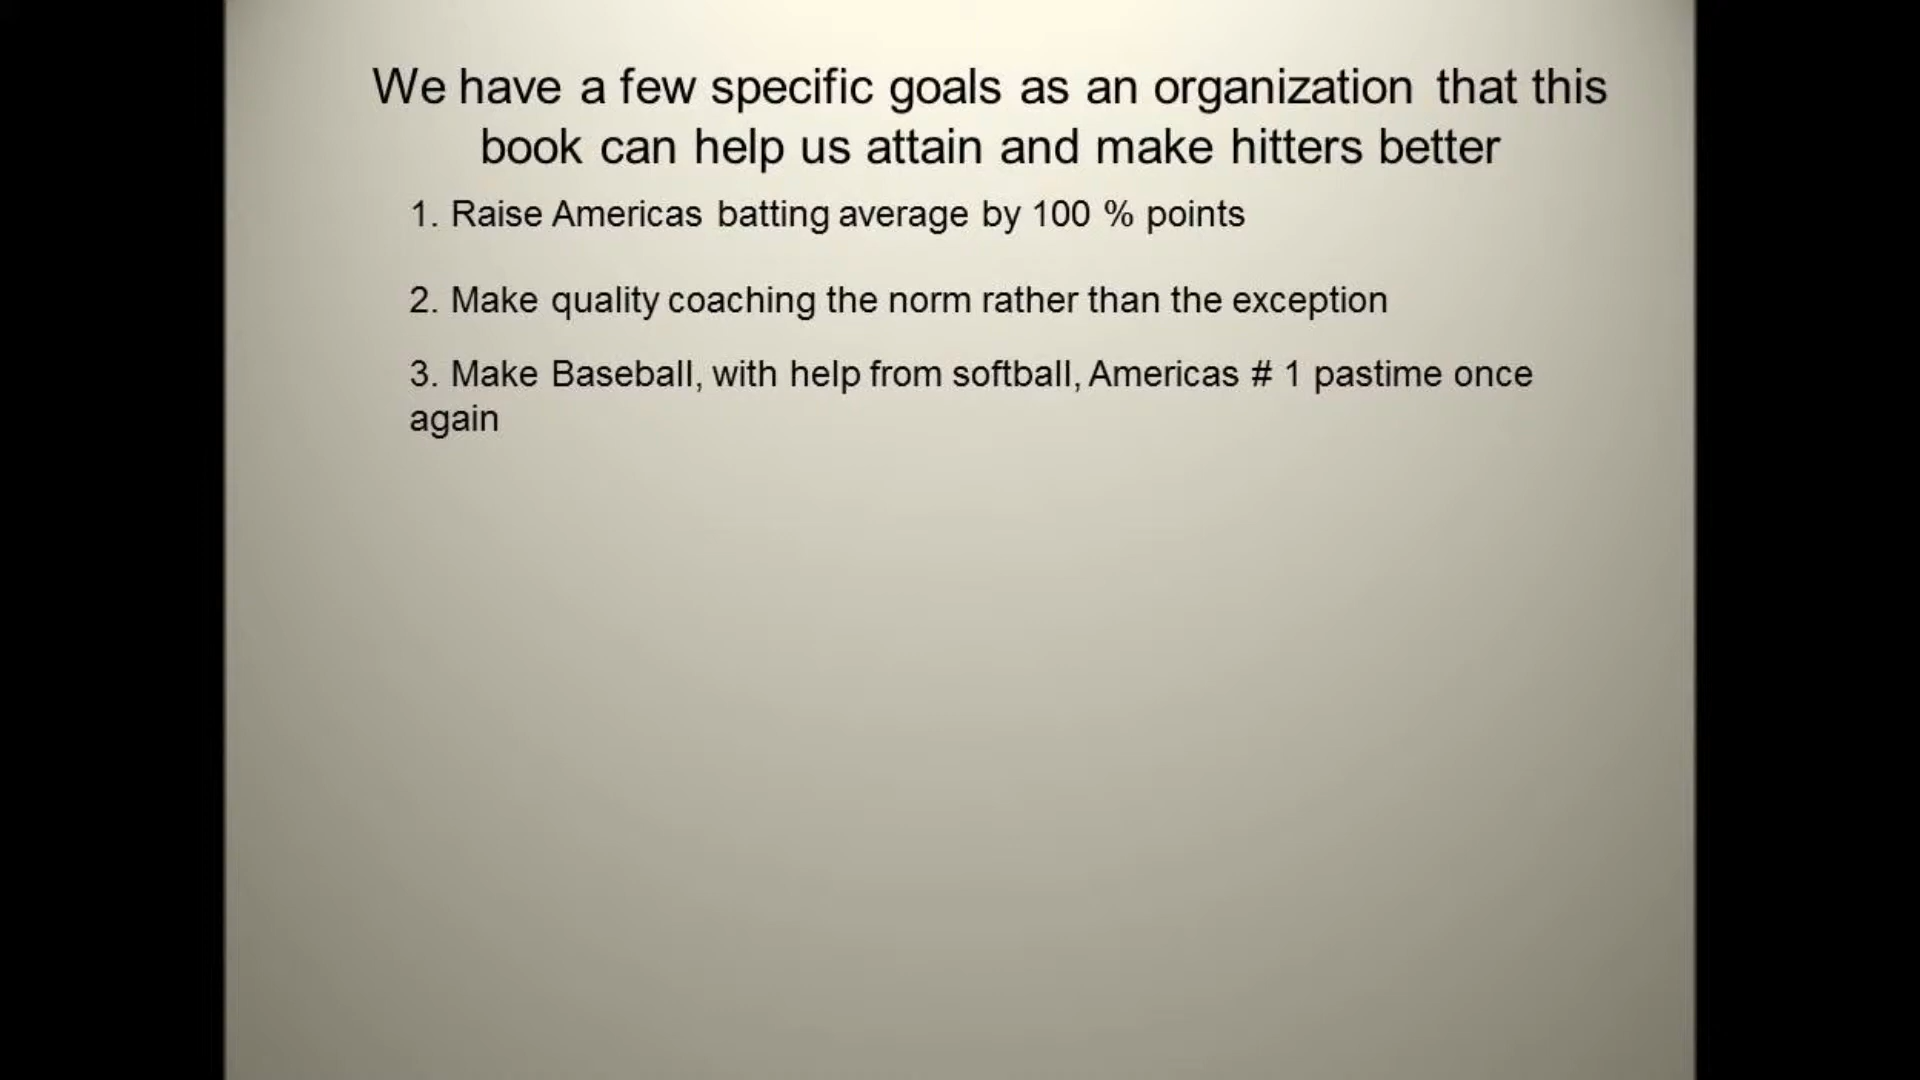 We have a few specific goals as an organization that this
book can help us attain and make hitters better
1. Raise Americas batting average by 100 % points
2. Make quality coaching the norm rather than the exception
3. Make Baseball, with help from softball, Americas # 1 pastime once
again